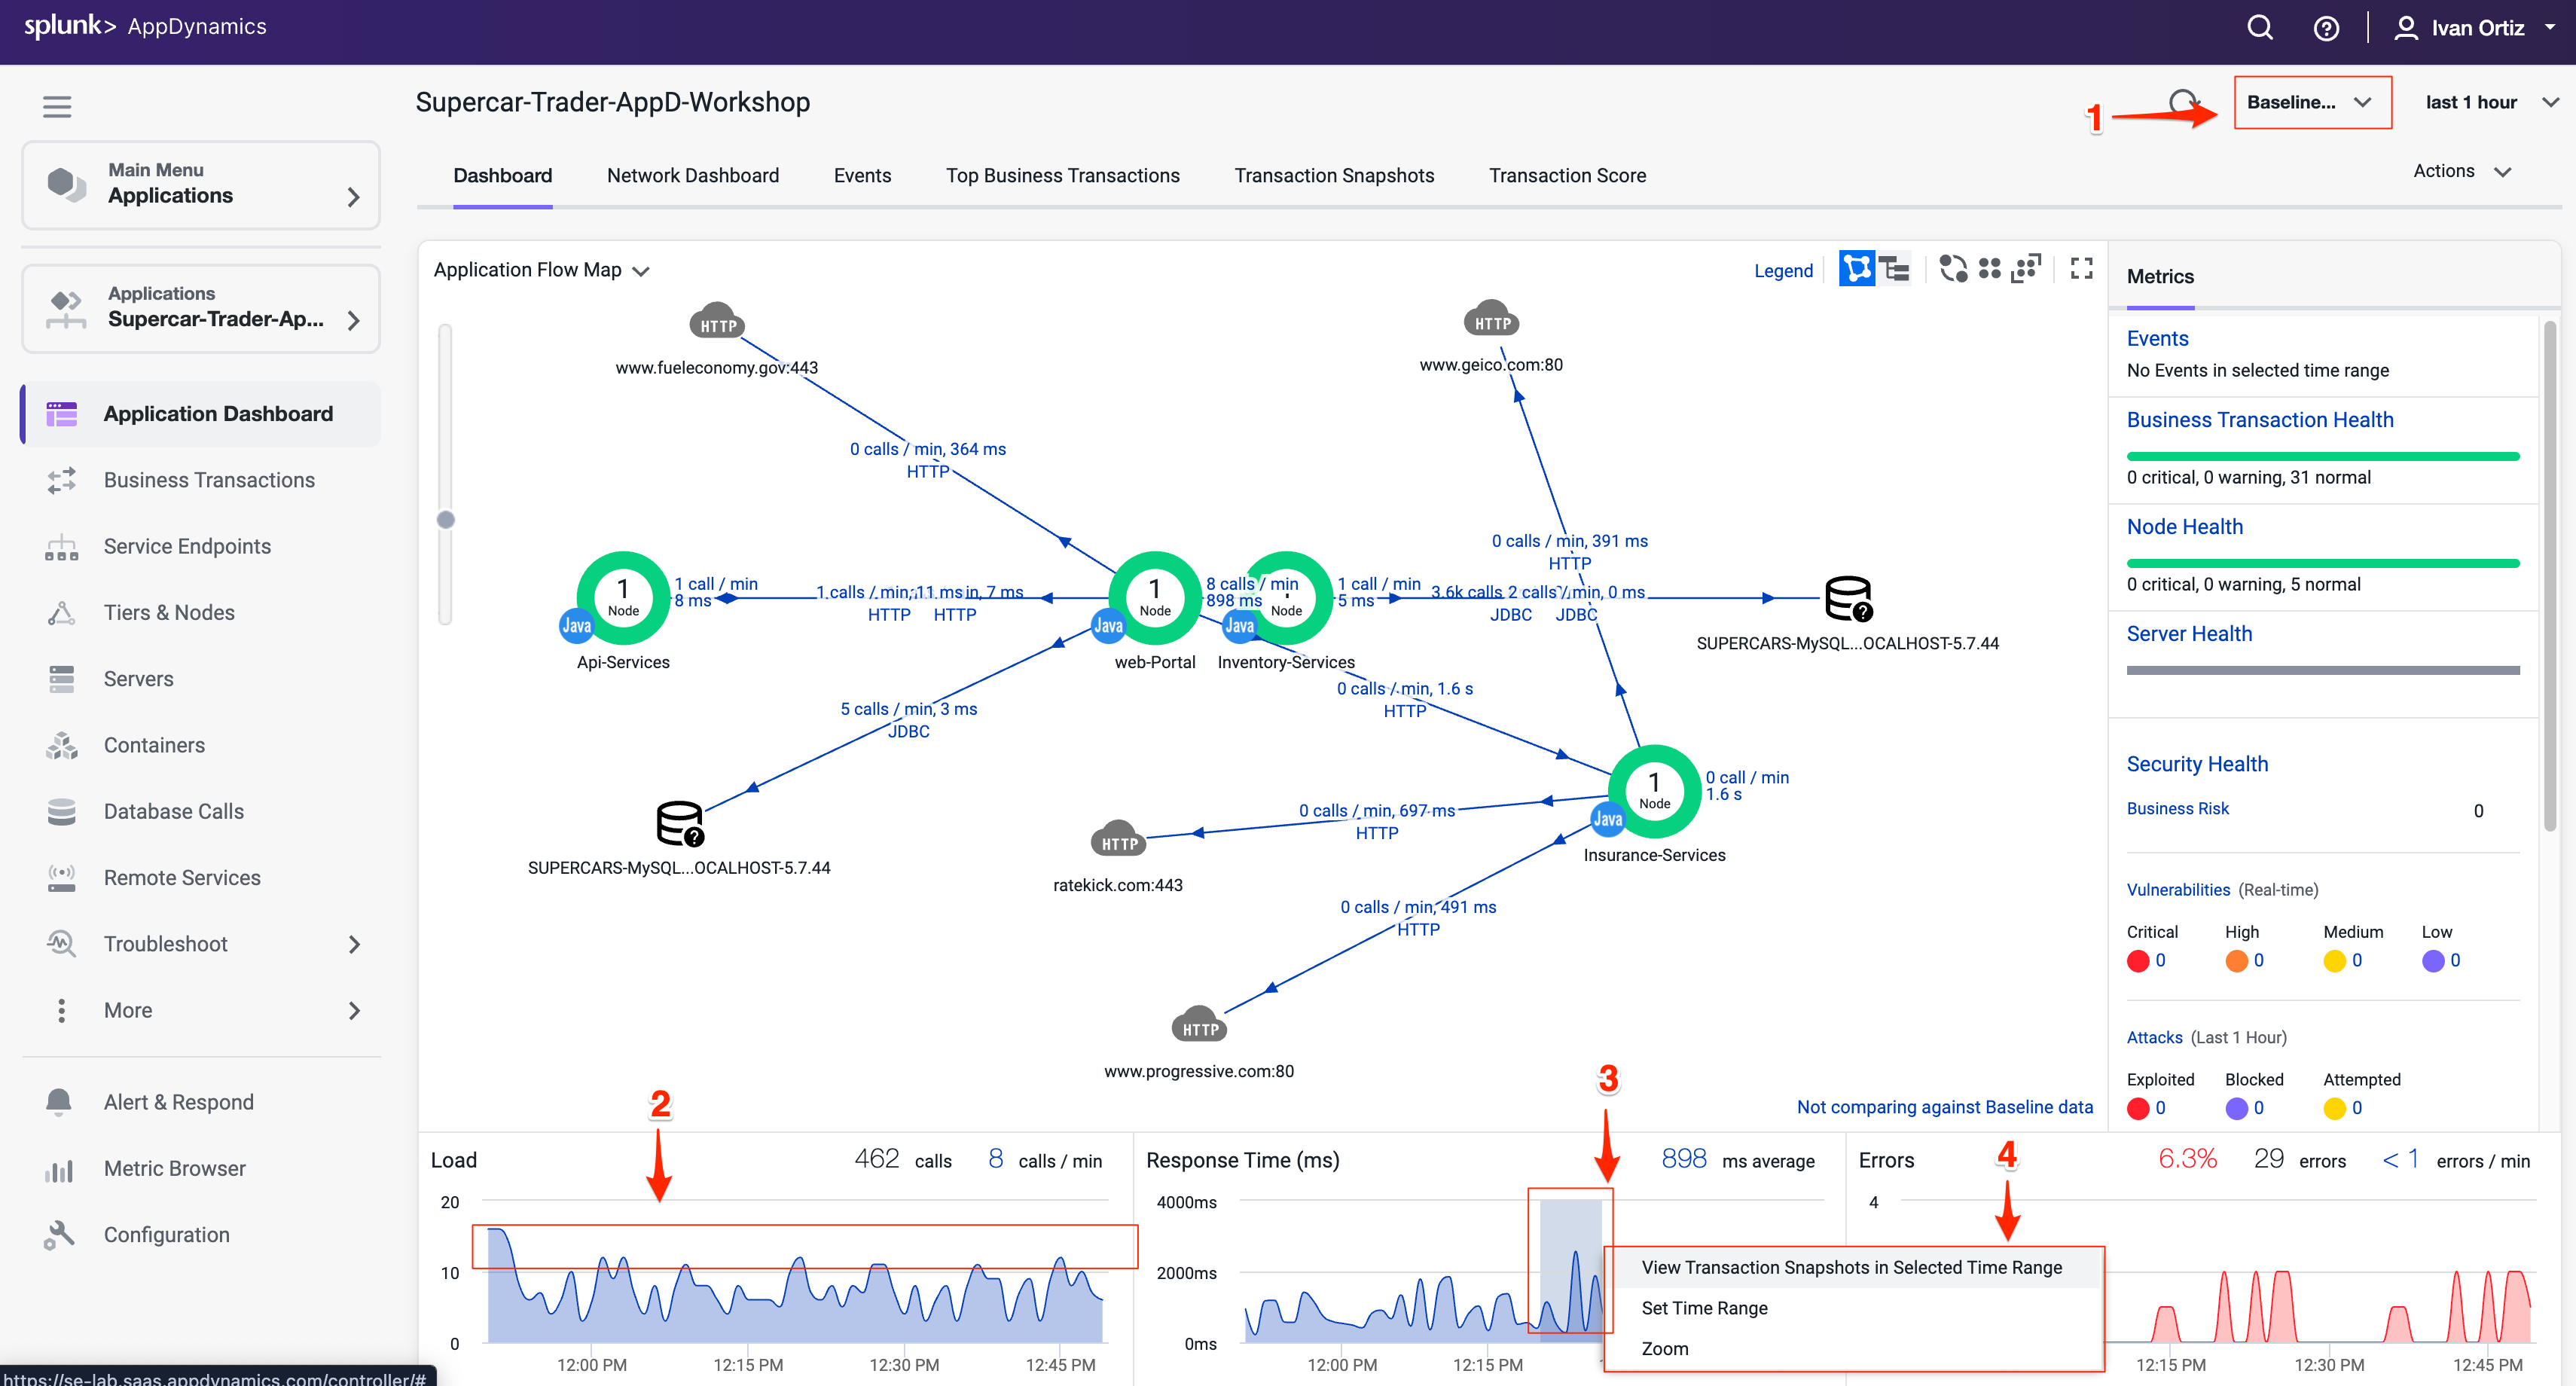 splunk> AppDynamics
Ivan Ortiz
Supercar-Trader-AppD-Workshop
1
Baseline...
last 1 hour
Main Menu
Applications
Dashboard
Network Dashboard
Events
Top Business Transactions
Transaction Snapshots
Transaction Score
Actions
Applications
Supercar-Trader-Ap...
Application Dashboard
Business Transactions
Service Endpoints
Tiers & Nodes
Servers
Containers
Database Calls
Remote Services
Troubleshoot
More
Alert & Respond
Metric Browser
Configuration
https://se-lab.saas.appdynamics.com/controller/#
Application Flow Map
Legend
HTTP
www.fueleconomy.gov:443
HTTP
www.geico.com:80
0 calls / min, 364 ms
HTTP
0 calls / min, 391 ms
HTTP
1
Node
Java
Api-Services
1 call / min
8 ms
1 calls / min, 11 ms
HTTP
in, 7 ms
HTTP
1
Node
Java
web-Portal
8 calls / min
898 ms
Node
Java
Inventory-Services
1 call / min
5 ms
3.6k calls
JDBC
2 calls / min, 0 ms
JDBC
SUPERCARS-MySQL...OCALHOST-5.7.44
0 calls / min, 1.6 s
HTTP
5 calls / min, 3 ms
JDBC
SUPERCARS-MySQL...OCALHOST-5.7.44
1
Node
Java
Insurance-Services
0 call / min
1.6 s
0 calls / min, 697 ms
HTTP
HTTP
ratekick.com:443
0 calls / min, 491 ms
HTTP
HTTP
www.progressive.com:80
Not comparing against Baseline data
Metrics
Events
No Events in selected time range
Business Transaction Health
0 critical, 0 warning, 31 normal
Node Health
0 critical, 0 warning, 5 normal
Server Health
Security Health
Business Risk 0
Vulnerabilities (Real-time)
Critical High Medium Low
0 0 0 0
Attacks (Last 1 Hour)
Exploited Blocked Attempted
0 0 0
2
3
4
Load
462 calls 8 calls / min
20
10
0
12:00 PM 12:15 PM 12:30 PM 12:45 PM
Response Time (ms)
898 ms average
4000ms
2000ms
0ms
12:00 PM 12:15 PM
View Transaction Snapshots in Selected Time Range
Set Time Range
Zoom
Errors
6.3% 29 errors < 1 errors / min
4
12:15 PM 12:30 PM 12:45 PM